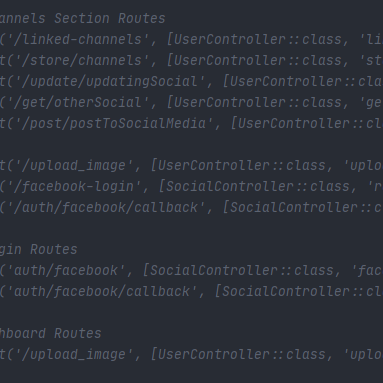 annels Section Routes
('/linked-channels', [UserController::class, 'li
('/store/channels', [UserController::class, 'st
t('/update/updatingSocial', [UserController::cla
('/get/otherSocial', [UserController::class, 'ge
t('/post/postToSocialMedia', [UserController::cl
t('/upload_image', [UserController::class, 'uplo
('/facebook-login', [SocialController::class, 'r
('/auth/facebook/callback', [SocialController::c
gin Routes
('auth/facebook', [SocialController::class, 'fac
('auth/facebook/callback', [SocialController::cl
hboard Routes
t('/upload_image', [UserController::class, 'uplo